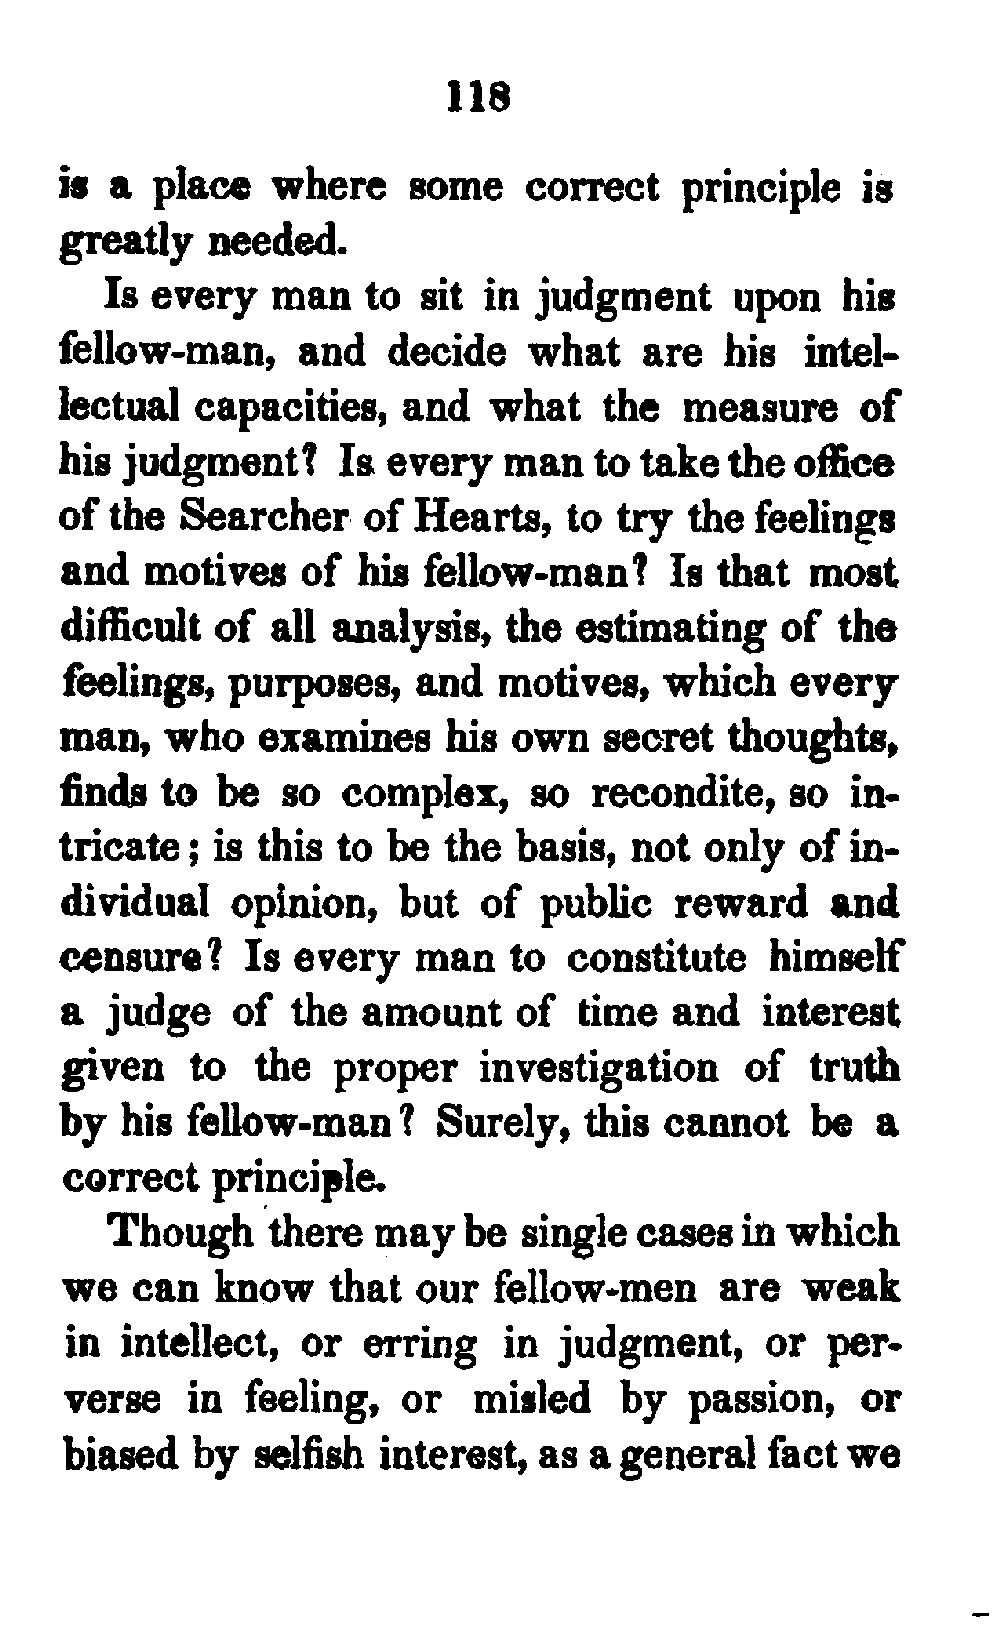 118
is a place where some correct principle is
greatly needed.
Is every man to sit in judgment upon his
fellow-man, and decide what are his intel-
lectual capacities, and what the measure of
his judgment? Is every man to take the office
of the Searcher of Hearts, to try the feelings
and motives of his fellow-man? Is that most
difficult of all analysis, the estimating of the
feelings, purposes, and motives, which every
man, who examines his own secret thoughts,
finds to be so complex, so recondite, so in-
tricate; is this to be the basis, not only of in-
dividual opinion, but of public reward and
censure? Is every man to constitute himself
a judge of the amount of time and interest
given to the proper investigation of truth
by his fellow-man? Surely, this cannot be a
correct principle.
Though there may be single cases in which
we can know that our fellow-men are weak
in intellect, or erring in judgment, or per-
verse in feeling, or misled by passion, or
biased by selfish interest, as a general fact we